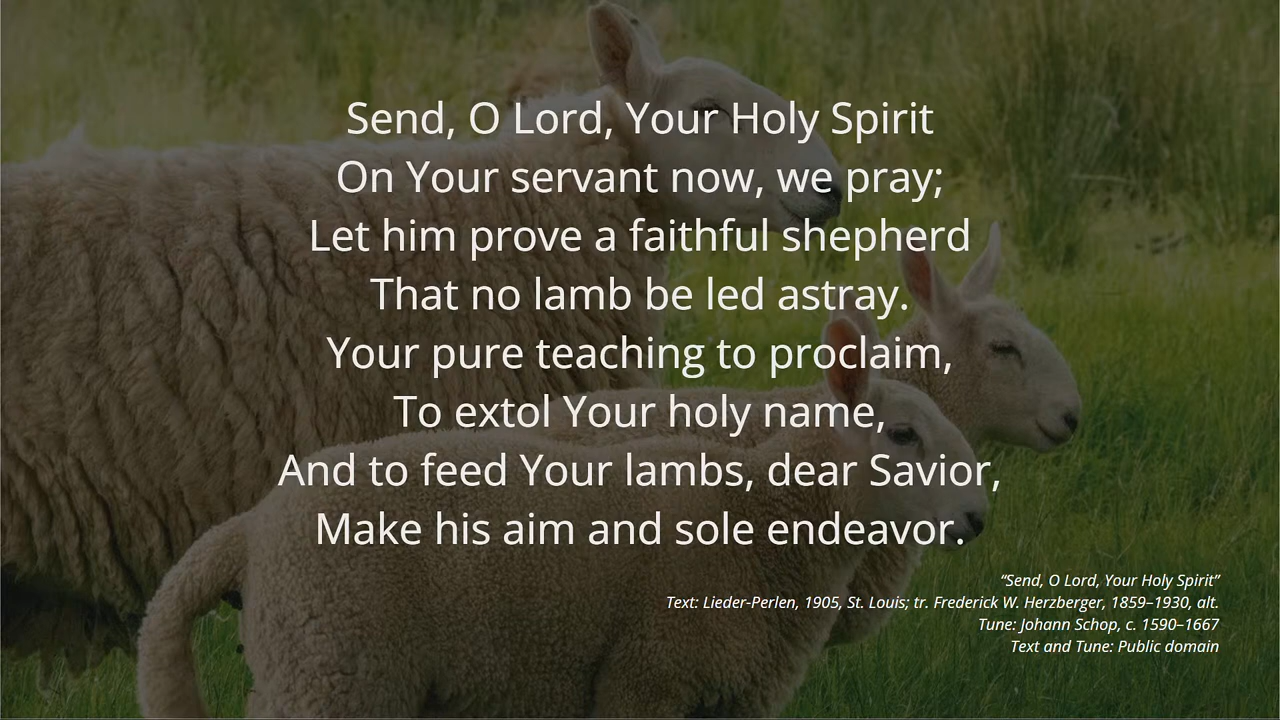 Send, O Lord, Your Holy Spirit
On Your servant now, we pray;
Let him prove a faithful shepherd
That no lamb be led astray.
Your pure teaching to proclaim,
To extol Your holy name,
And to feed Your lambs, dear Savior,
Make his aim and sole endeavor.
“Send, O Lord, Your Holy Spirit”
Text: Lieder-Perlen, 1905, St. Louis; tr. Frederick W. Herzberger, 1859–1930, alt.
Tune: Johann Schop, c. 1590–1667
Text and Tune: Public domain